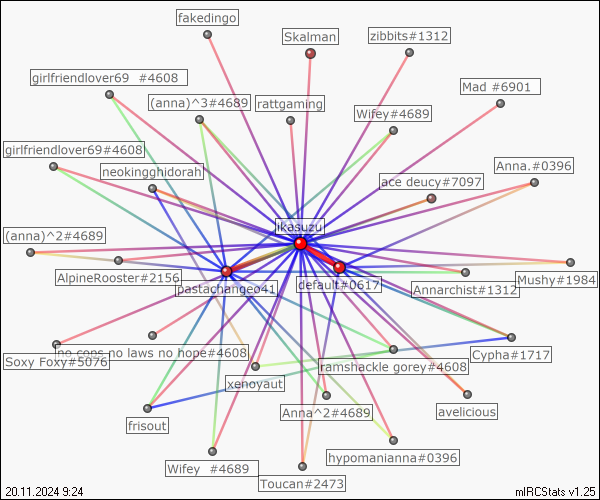 fakedingo
Skalman
zibbits#1312
girlfriendlover69 #4608
(anna)^3#4689
rattgaming
Wifey#4689
Mad #6901
girlfriendlover69#4608
neokingghidorah
ace deucy#7097
Anna.#0396
(anna)^2#4689
ikasuzu
AlpineRooster#2156
pastachangeo41
default#0617
Annarchist#1312
Mushy#1984
Soxy Foxy#5076
no cops no laws no hope#4608
ramshackle gorey#4608
Cypha#1717
xenoyaut
frisout
Anna^2#4689
avelicious
Wifey #4689
hypomanianna#0396
Toucan#2473
20.11.2024 9:24
mIRCStats v1.25